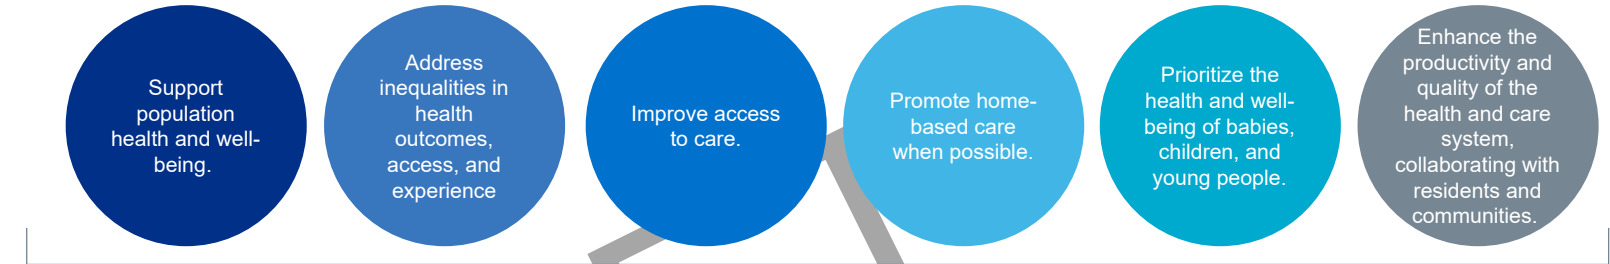 Support
population
health and well-
being.
Address
inequalities in
health
outcomes,
access, and
experience
Improve access
to care.
Promote home-
based care
when possible.
Prioritize the
health and well-
being of babies,
children, and
young people.
Enhance the
productivity and
quality of the
health and care
system,
collaborating with
residents and
communities.